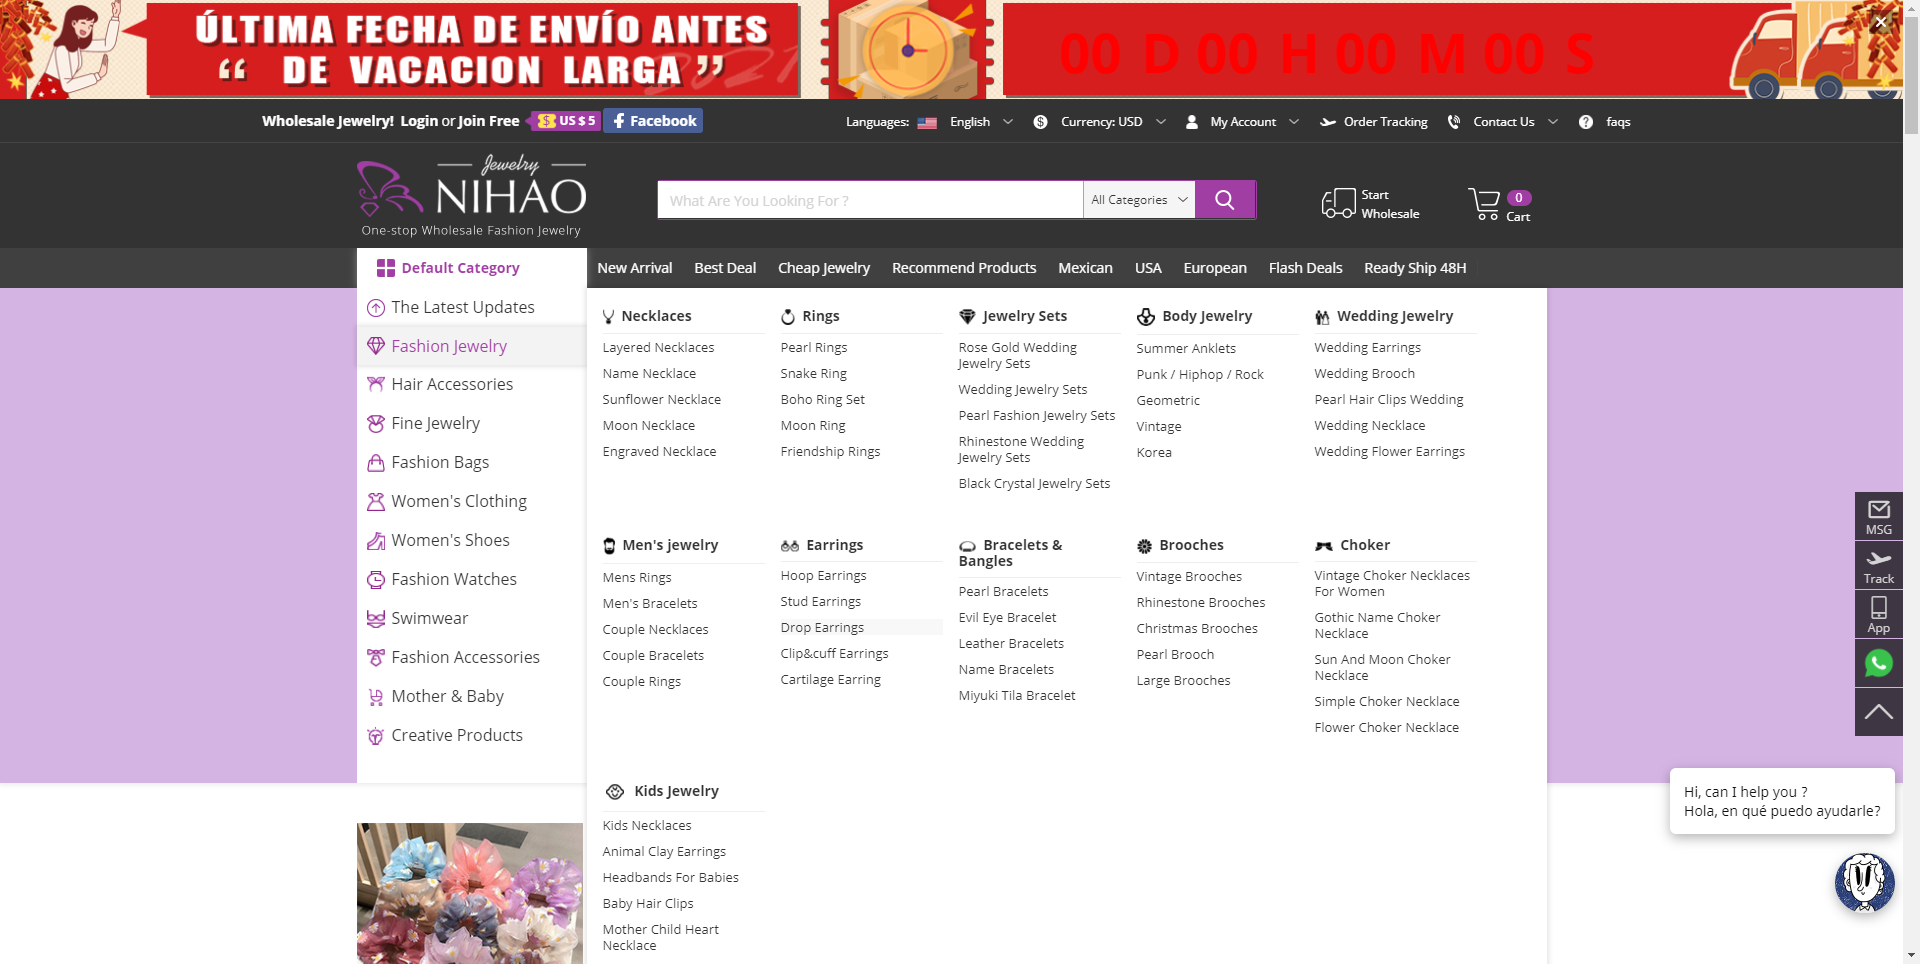 ÚLTIMA FECHA DE ENVÍO ANTES
“ DE VACACION LARGA ”
00 D 00 H 00 M 00 S
Wholesale Jewelry! Login or Join Free $ US $ 5 Facebook
Languages: English Currency: USD My Account Order Tracking Contact Us faqs
Jewelry
NIHAO
One-stop Wholesale Fashion Jewelry
What Are You Looking For ?
All Categories
Start
Wholesale
0
Cart
Default Category
New Arrival Best Deal Cheap Jewelry Recommend Products Mexican USA European Flash Deals Ready Ship 48H
The Latest Updates
Fashion Jewelry
Hair Accessories
Fine Jewelry
Fashion Bags
Women's Clothing
Women's Shoes
Fashion Watches
Swimwear
Fashion Accessories
Mother & Baby
Creative Products
Necklaces
Layered Necklaces
Name Necklace
Sunflower Necklace
Moon Necklace
Engraved Necklace
Rings
Pearl Rings
Snake Ring
Boho Ring Set
Moon Ring
Friendship Rings
Jewelry Sets
Rose Gold Wedding
Jewelry Sets
Wedding Jewelry Sets
Pearl Fashion Jewelry Sets
Rhinestone Wedding
Jewelry Sets
Black Crystal Jewelry Sets
Body Jewelry
Summer Anklets
Punk / Hiphop / Rock
Geometric
Vintage
Korea
Wedding Jewelry
Wedding Earrings
Wedding Brooch
Pearl Hair Clips Wedding
Wedding Necklace
Wedding Flower Earrings
Men's jewelry
Mens Rings
Men's Bracelets
Couple Necklaces
Couple Bracelets
Couple Rings
Earrings
Hoop Earrings
Stud Earrings
Drop Earrings
Clip&cuff Earrings
Cartilage Earring
Bracelets &
Bangles
Pearl Bracelets
Evil Eye Bracelet
Leather Bracelets
Name Bracelets
Miyuki Tila Bracelet
Brooches
Vintage Brooches
Rhinestone Brooches
Christmas Brooches
Pearl Brooch
Large Brooches
Choker
Vintage Choker Necklaces
For Women
Gothic Name Choker
Necklace
Sun And Moon Choker
Necklace
Simple Choker Necklace
Flower Choker Necklace
Kids Jewelry
Kids Necklaces
Animal Clay Earrings
Headbands For Babies
Baby Hair Clips
Mother Child Heart
Necklace
MSG
Track
App
Hi, can I help you ?
Hola, en qué puedo ayudarle?